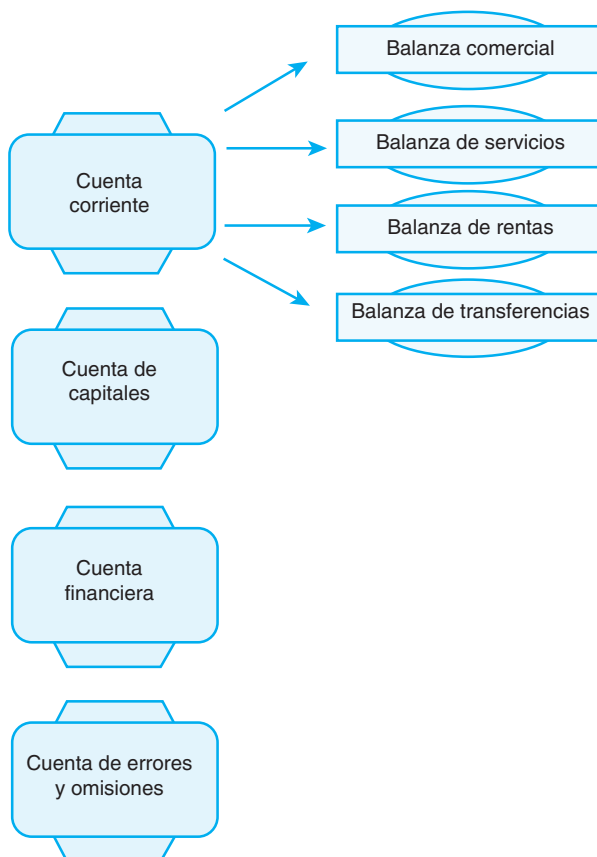 Balanza comercial
Balanza de servicios
Cuenta
corriente
Balanza de rentas
Balanza de transferencias
Cuenta de
capitales
Cuenta
financiera
Cuenta de errores
y omisiones